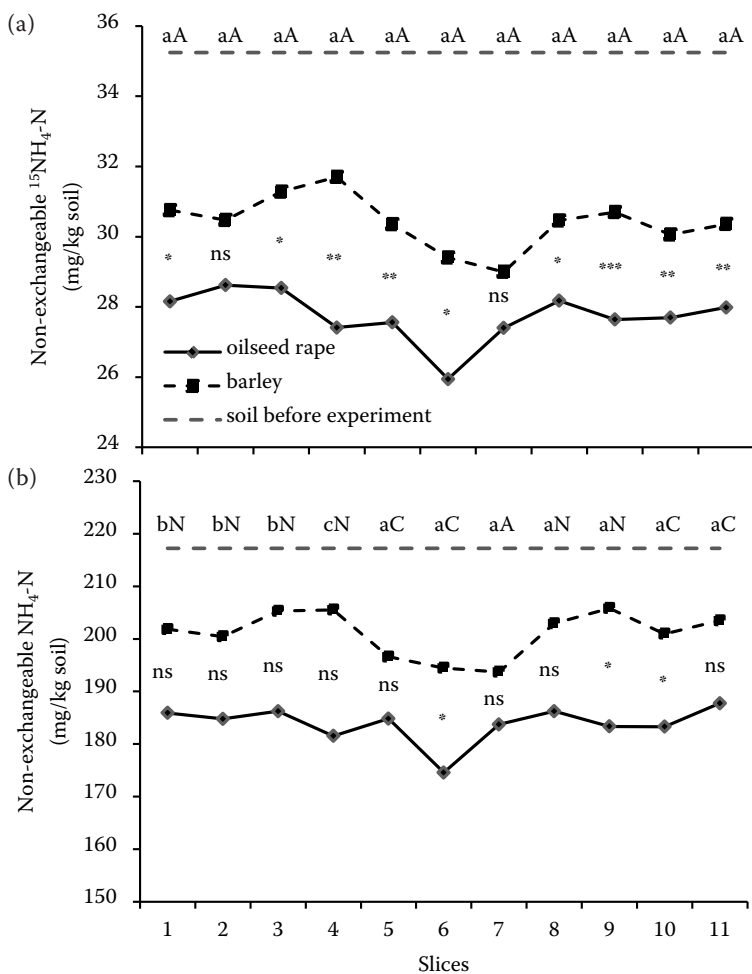 (a)
Non-exchangeable ¹⁵NH₄-N
(mg/kg soil)
36
34
32
30
28
26
24
aA aA aA aA aA aA aA aA aA aA aA
* ns * ** ** * ns * *** ** **
oilseed rape
barley
soil before experiment
(b)
Non-exchangeable NH₄-N
(mg/kg soil)
230
220
210
200
190
180
170
160
150
bN bN bN cN aC aC aA aN aN aC aC
ns ns ns ns ns * ns ns * * ns
1 2 3 4 5 6 7 8 9 10 11
Slices